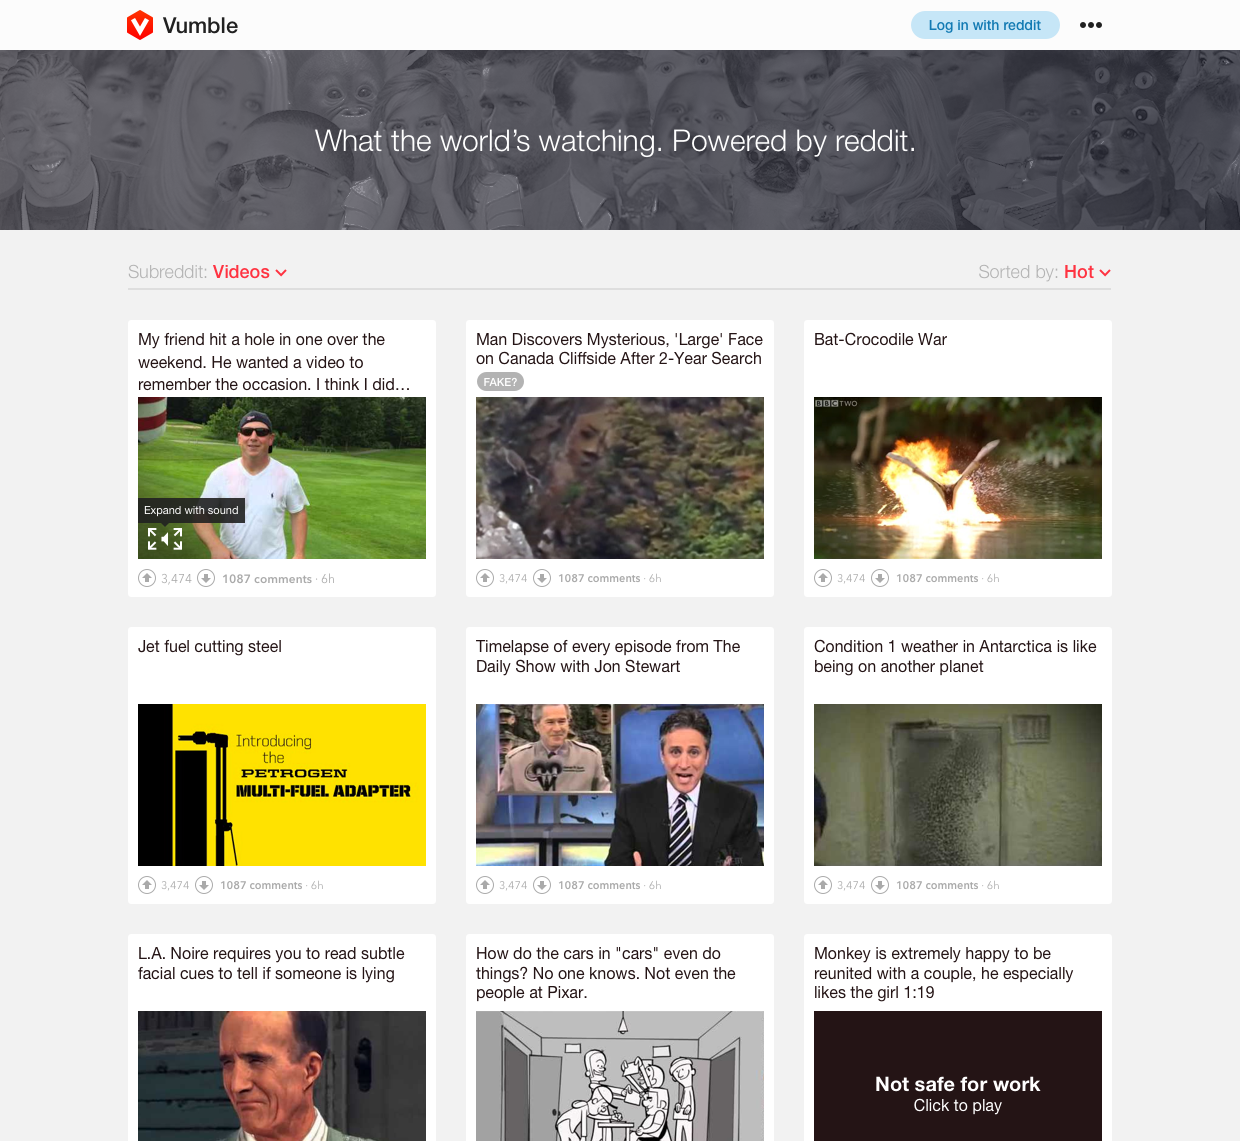 Vumble
Log in with reddit
What the world’s watching. Powered by reddit.
Subreddit: Videos
Sorted by: Hot
My friend hit a hole in one over the
weekend. He wanted a video to
remember the occasion. I think I did…
Expand with sound
3,474 1087 comments · 6h
Man Discovers Mysterious, 'Large' Face
on Canada Cliffside After 2-Year Search
FAKE?
3,474 1087 comments · 6h
Bat-Crocodile War
BBC TWO
3,474 1087 comments · 6h
Jet fuel cutting steel
Introducing
the
PETROGEN
MULTI-FUEL ADAPTER
3,474 1087 comments · 6h
Timelapse of every episode from The
Daily Show with Jon Stewart
3,474 1087 comments · 6h
Condition 1 weather in Antarctica is like
being on another planet
3,474 1087 comments · 6h
L.A. Noire requires you to read subtle
facial cues to tell if someone is lying
How do the cars in "cars" even do
things? No one knows. Not even the
people at Pixar.
Monkey is extremely happy to be
reunited with a couple, he especially
likes the girl 1:19
Not safe for work
Click to play